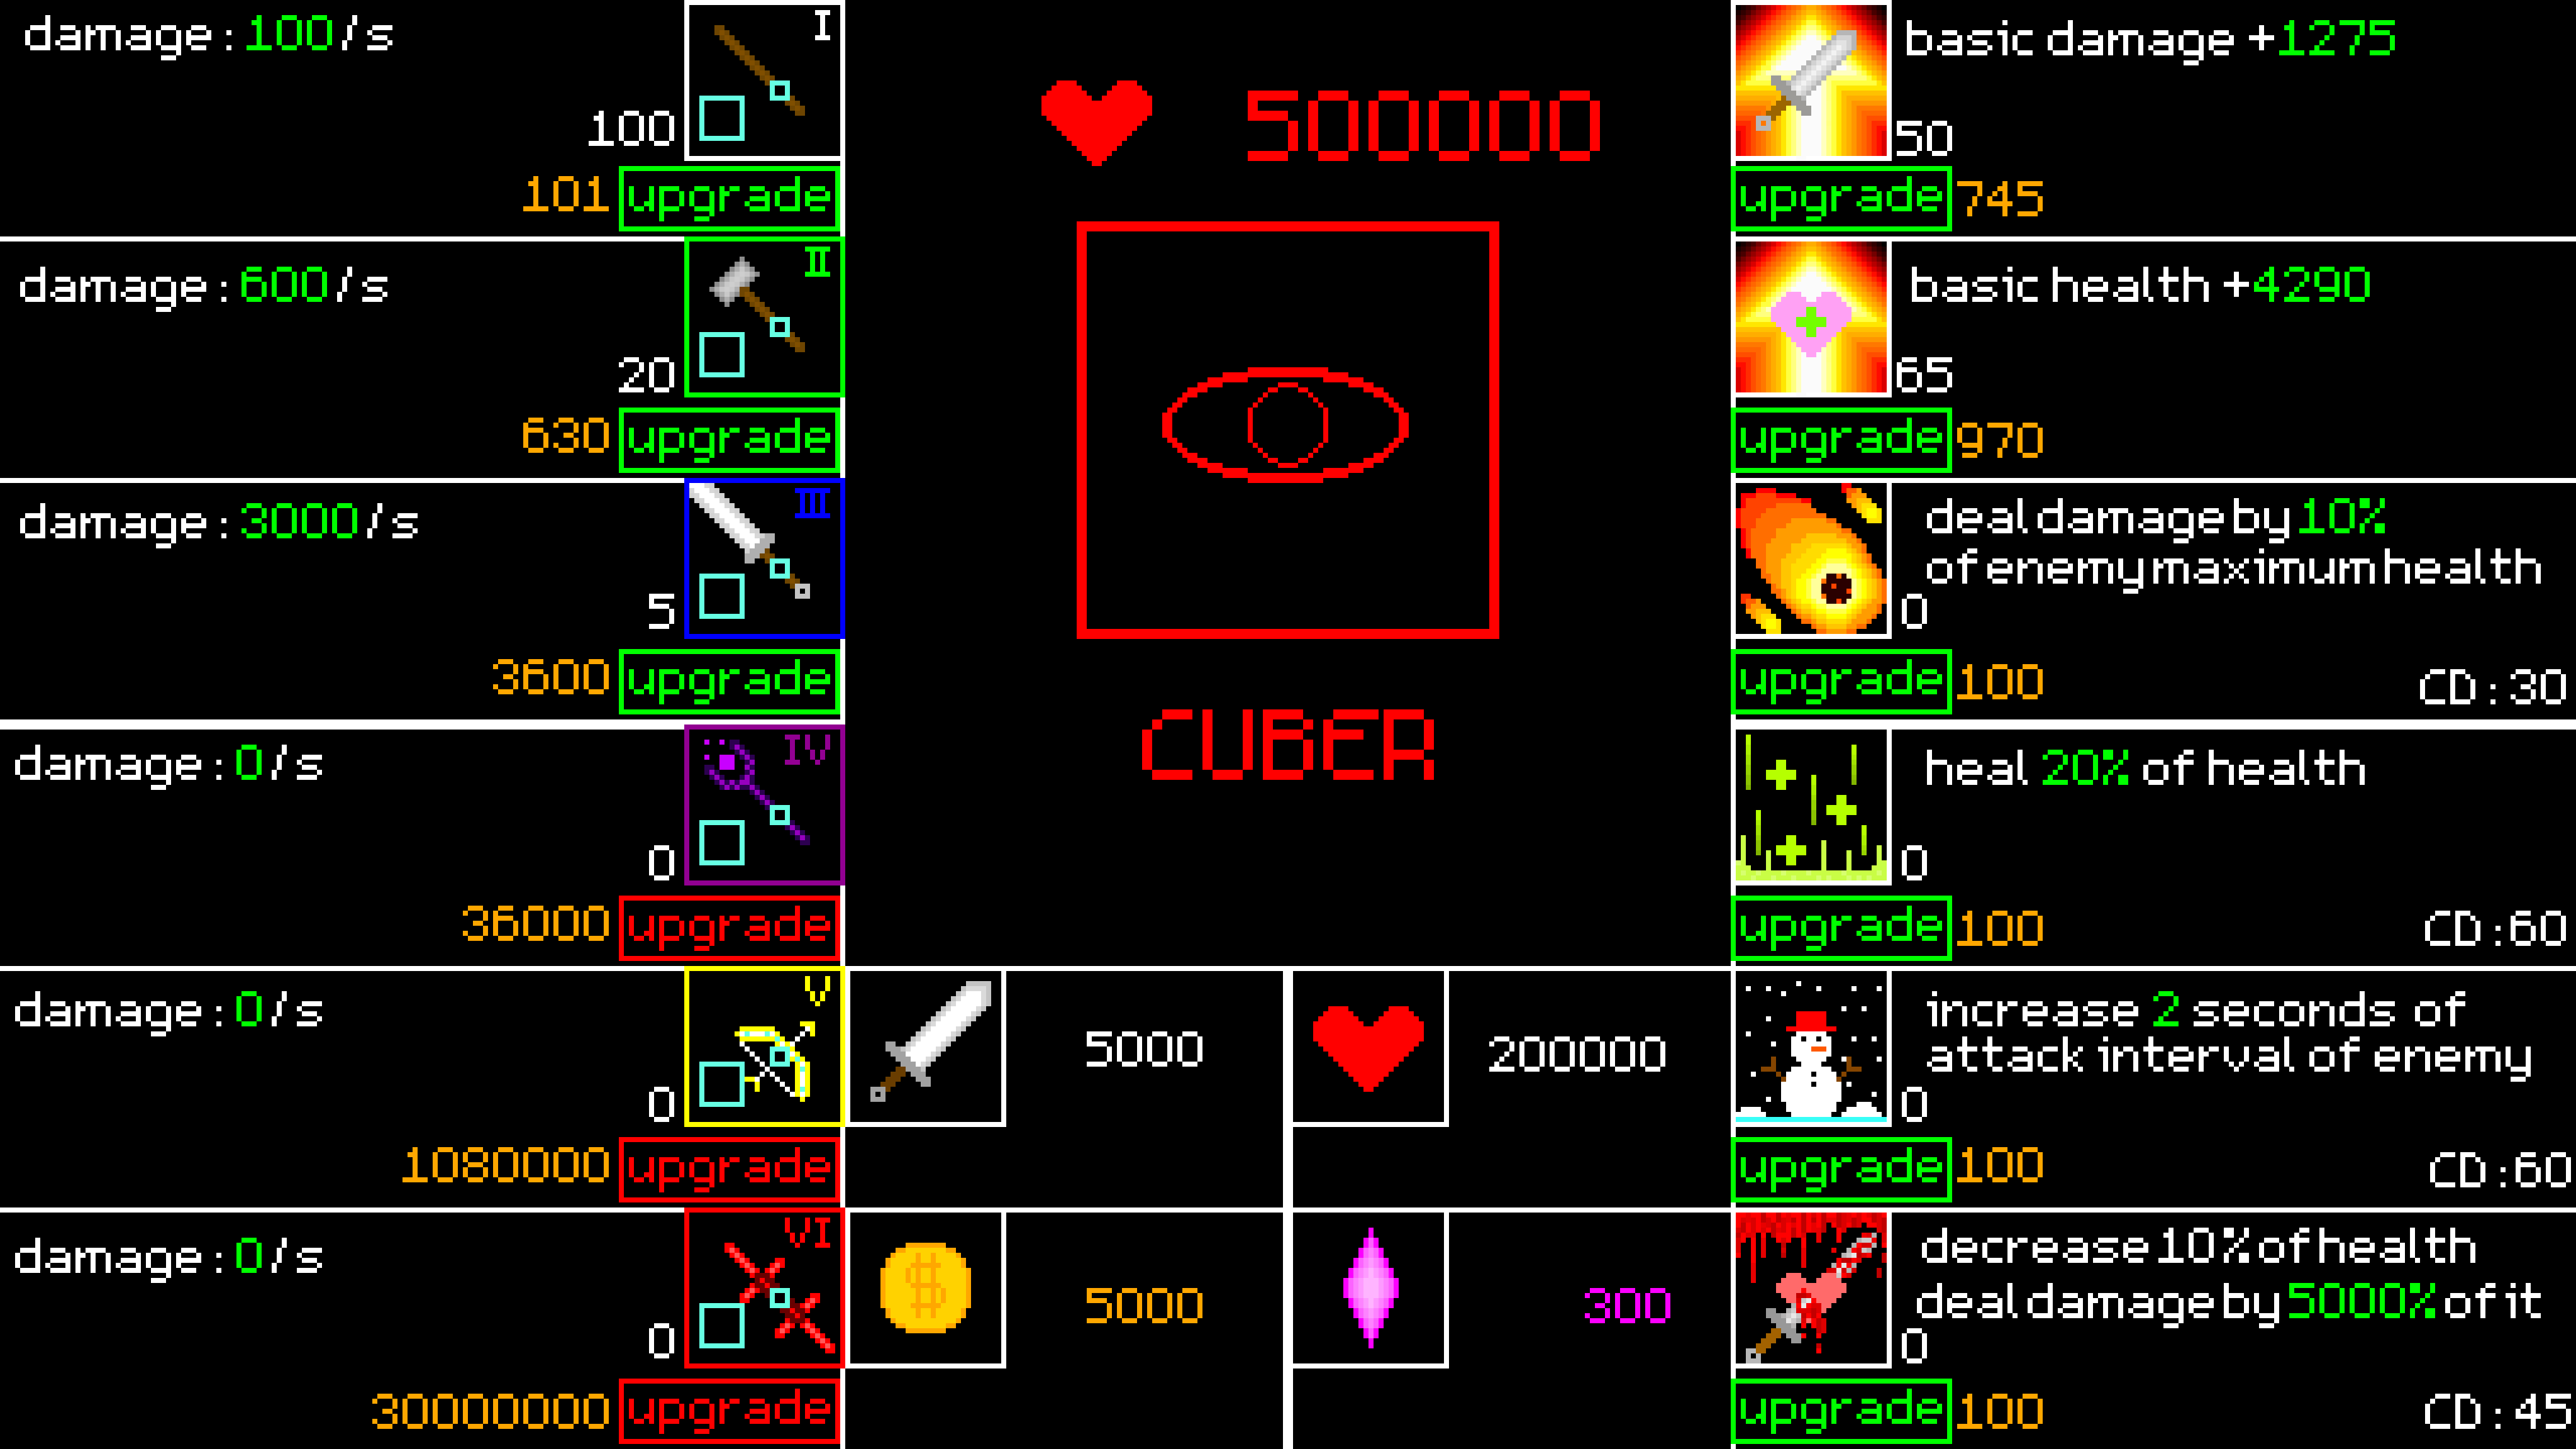 damage:100/s
I
100
101 upgrade
damage:600/s
II
20
630 upgrade
damage:3000/s
III
5
3600 upgrade
damage:0/s
IV
0
36000 upgrade
damage:0/s
V
0
1080000 upgrade
damage:0/s
VI
0
30000000 upgrade
500000
CUBER
5000
200000
$
5000
300
basic damage +1275
50
upgrade 745
basic health +4290
65
upgrade 970
deal damage by 10%
of enemy maximum health
0
upgrade 100
CD:30
heal 20% of health
0
upgrade 100
CD:60
increase 2 seconds of
attack interval of enemy
0
upgrade 100
CD:60
decrease 10% of health
deal damage by 5000% of it
0
upgrade 100
CD:45